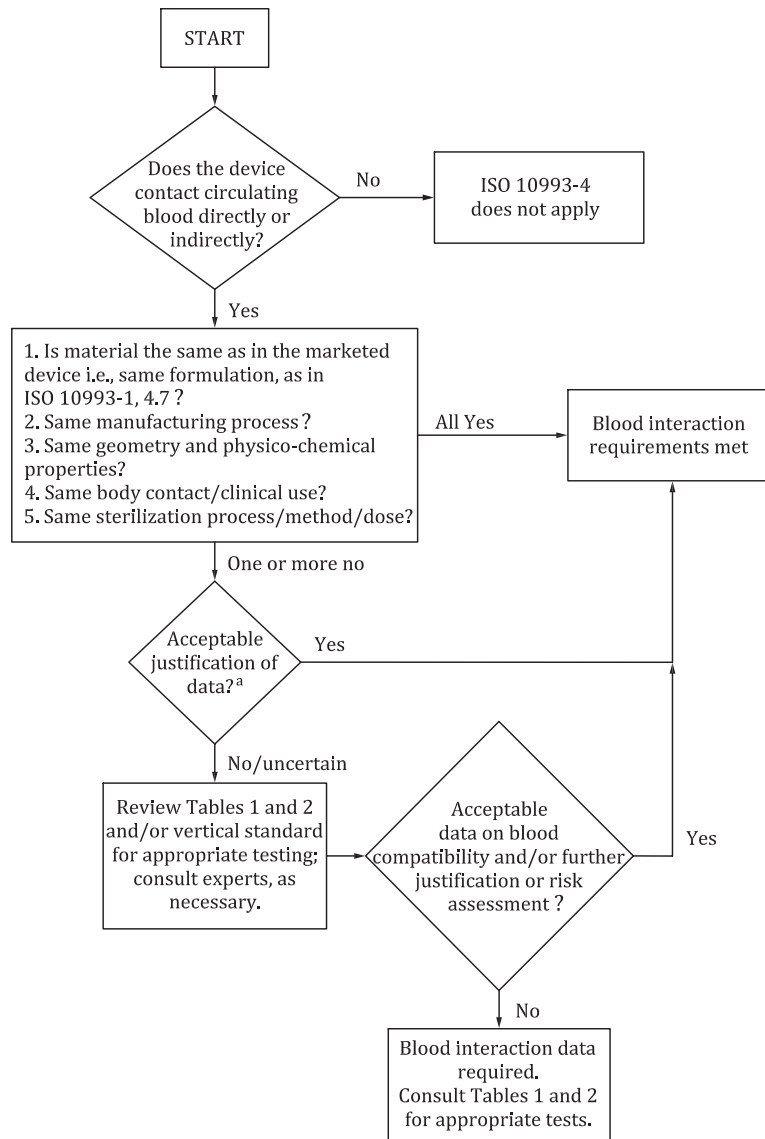 START
Does the device
contact circulating
blood directly or
indirectly?
No
ISO 10993-4
does not apply
Yes
1. Is material the same as in the marketed
device i.e., same formulation, as in
ISO 10993-1, 4.7 ?
2. Same manufacturing process ?
3. Same geometry and physico-chemical
properties?
4. Same body contact/clinical use?
5. Same sterilization process/method/dose?
All Yes
Blood interaction
requirements met
One or more no
Acceptable
justification of
data?a
Yes
No/uncertain
Review Tables 1 and 2
and/or vertical standard
for appropriate testing;
consult experts, as
necessary.
Acceptable
data on blood
compatibility and/or further
justification or risk
assessment ?
Yes
No
Blood interaction data
required.
Consult Tables 1 and 2
for appropriate tests.